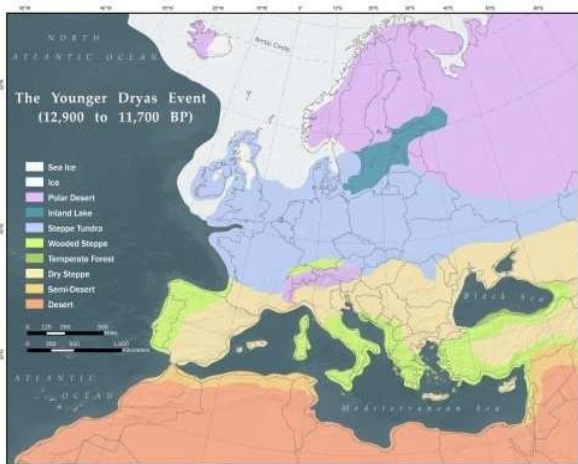 NORTH
ATLANTIC OCEAN
Arctic Circle
The Younger Dryas Event
(12,900 to 11,700 BP)
Sea Ice
Ice
Polar Desert
Inland Lake
Steppe Tundra
Wooded Steppe
Temperate Forest
Dry Steppe
Semi-Desert
Desert
Black Sea
ATLANTIC
OCEAN
Mediterranean Sea
Miles
Kilometers